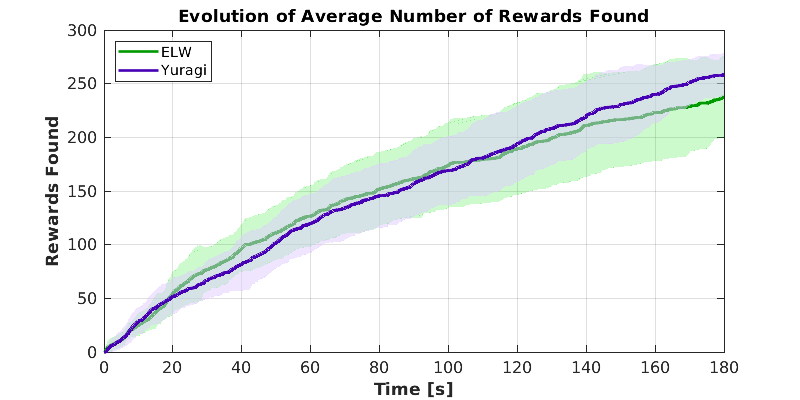 Evolution of Average Number of Rewards Found
ELW
Yuragi
Rewards Found
300
250
200
150
100
50
0
0 20 40 60 80 100 120 140 160 180
Time [s]